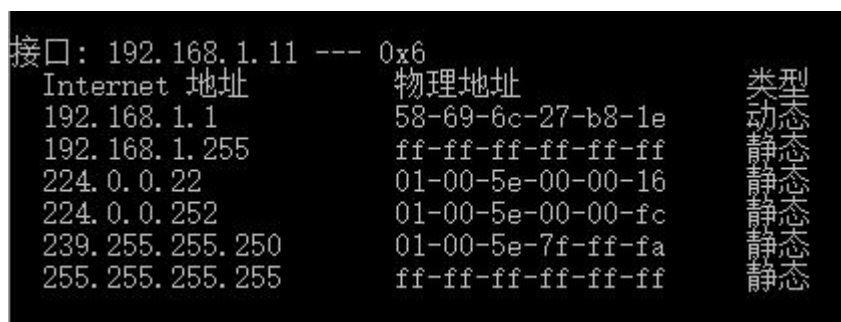 接口: 192.168.1.11 --- 0x6
Internet 地址 物理地址 类型
192.168.1.1 58-69-6c-27-b8-1e 动态
192.168.1.255 ff-ff-ff-ff-ff-ff 静态
224.0.0.22 01-00-5e-00-00-16 静态
224.0.0.252 01-00-5e-00-00-fc 静态
239.255.255.250 01-00-5e-7f-ff-fa 静态
255.255.255.255 ff-ff-ff-ff-ff-ff 静态